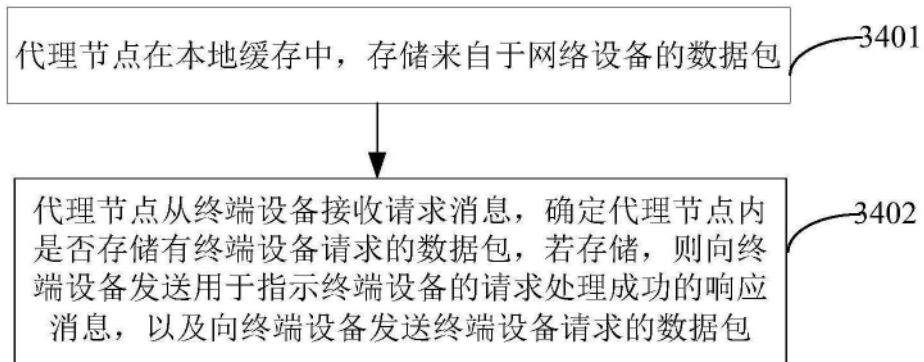 代理节点在本地缓存中，存储来自于网络设备的数据包
3401
代理节点从终端设备接收请求消息，确定代理节点内
是否存储有终端设备请求的数据包，若存储，则向终
端设备发送用于指示终端设备的请求处理成功的响应
消息，以及向终端设备发送终端设备请求的数据包
3402